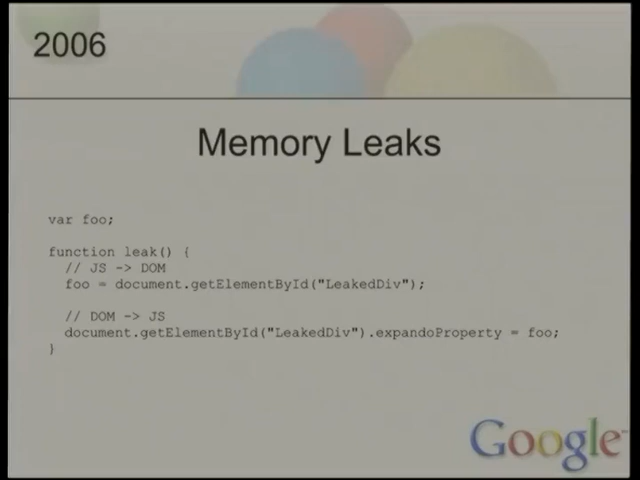 2006
Memory Leaks
var foo;
function leak() {
// JS -> DOM
foo = document.getElementById("LeakedDiv");
// DOM -> JS
document.getElementById("LeakedDiv").expandoProperty = foo;
}
Google